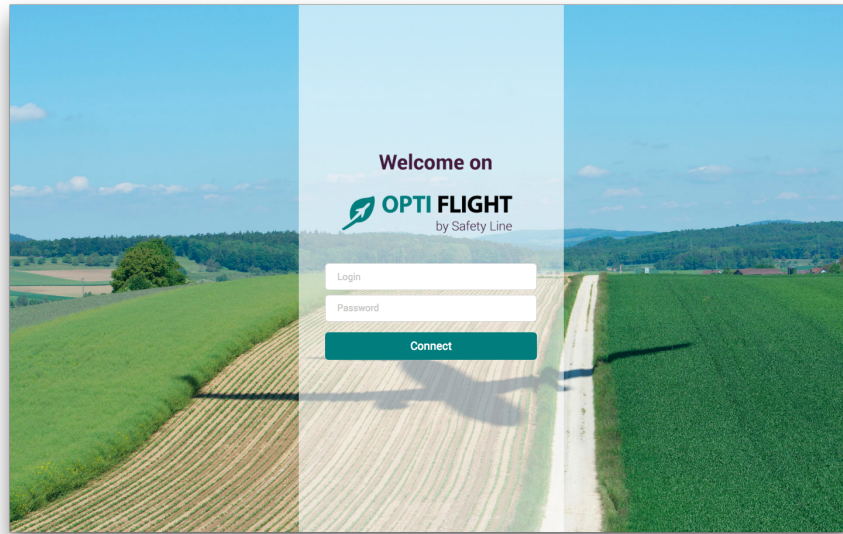 Welcome on
OPTI FLIGHT
by Safety Line
Login
Password
Connect